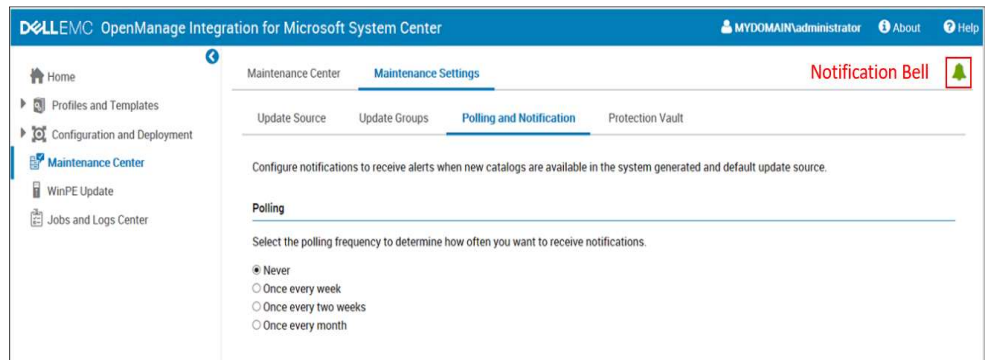 DELLEMC OpenManage Integration for Microsoft System Center
MYDOMAIN\administrator
About
Help
Home
Profiles and Templates
Configuration and Deployment
Maintenance Center
WinPE Update
Jobs and Logs Center
Maintenance Center
Maintenance Settings
Notification Bell
Update Source
Update Groups
Polling and Notification
Protection Vault
Configure notifications to receive alerts when new catalogs are available in the system generated and default update source.
Polling
Select the polling frequency to determine how often you want to receive notifications.
Never
Once every week
Once every two weeks
Once every month